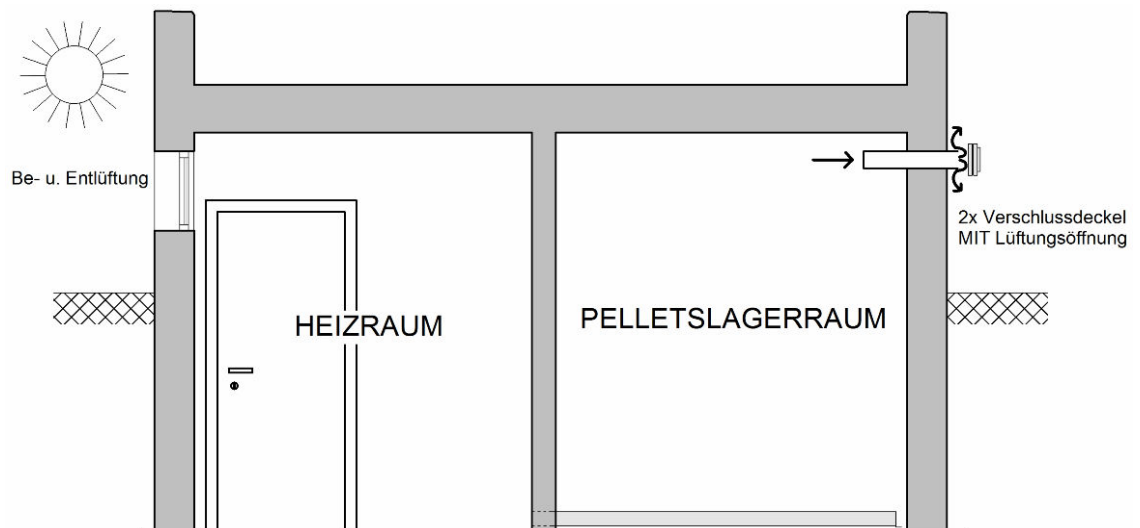 Be- u. Entlüftung
2x Verschlussdeckel
MIT Lüftungsöffnung
HEIZRAUM
PELLETSLAGERRAUM